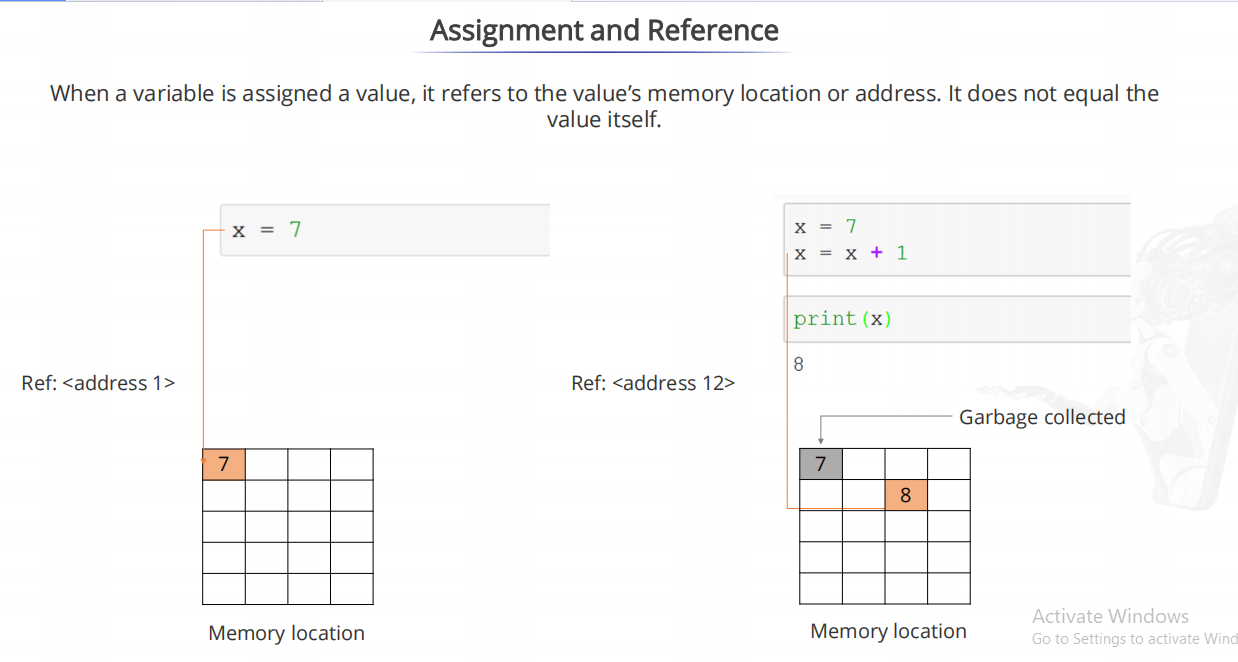 Assignment and Reference
When a variable is assigned a value, it refers to the value’s memory location or address. It does not equal the
value itself.
x = 7
Ref: <address 1>
7
Memory location
x = 7
x = x + 1
print(x)
8
Ref: <address 12>
Garbage collected
7
8
Memory location
Activate Windows
Go to Settings to activate Wind